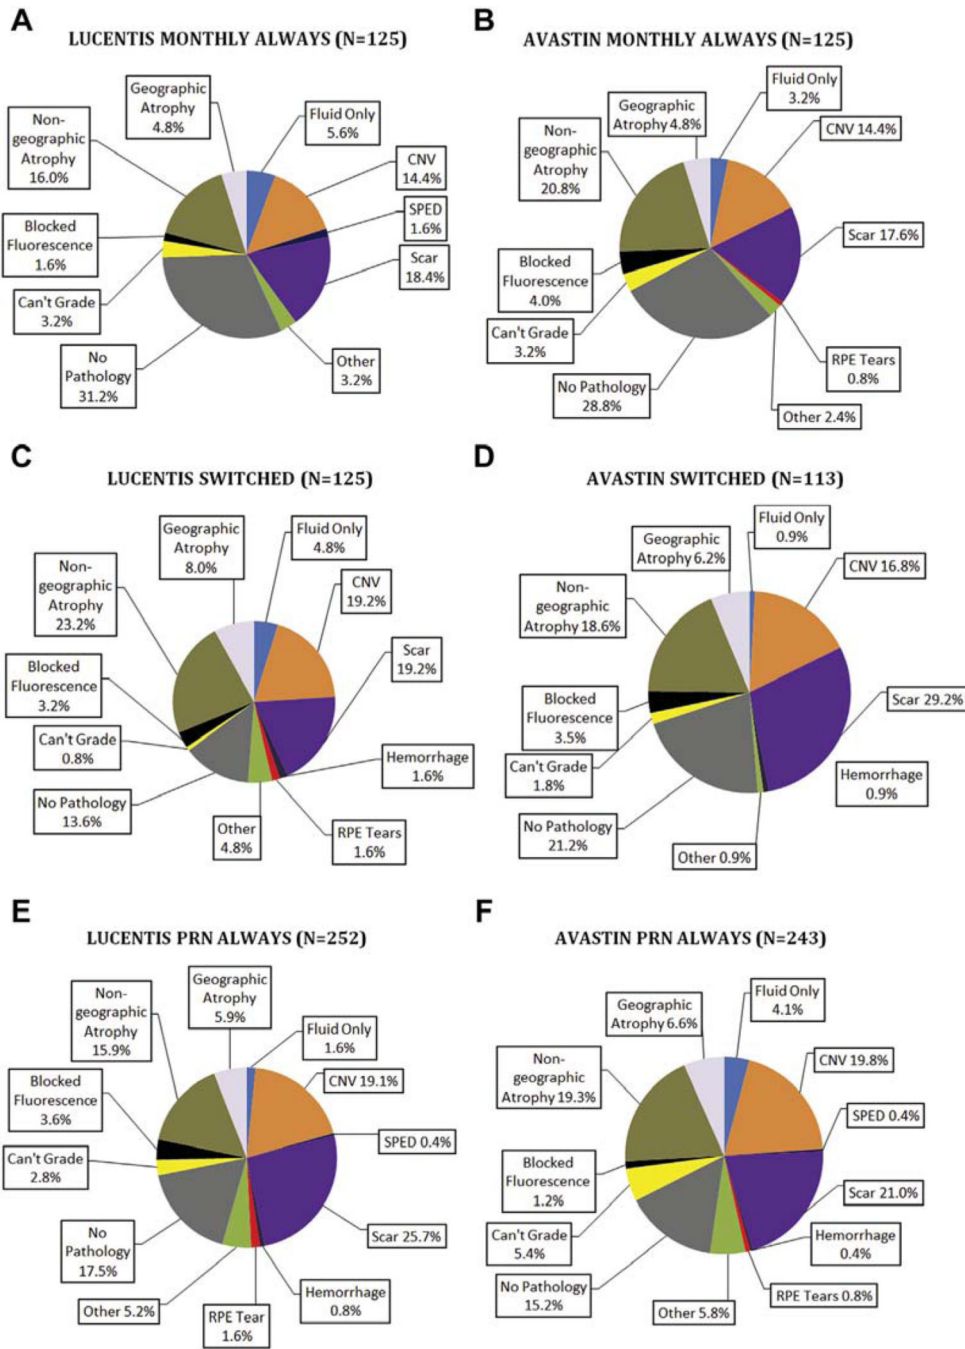 A
LUCENTIS MONTHLY ALWAYS (N=125)
Geographic
Atrophy
4.8%
Fluid Only
5.6%
Non-
geographic
Atrophy
16.0%
CNV
14.4%
SPED
1.6%
Blocked
Fluorescence
1.6%
Scar
18.4%
Can't Grade
3.2%
No
Pathology
31.2%
Other
3.2%
B
AVASTIN MONTHLY ALWAYS (N=125)
Fluid Only
3.2%
Geographic
Atrophy 4.8%
CNV 14.4%
Non-
geographic
Atrophy
20.8%
Scar 17.6%
Blocked
Fluorescence
4.0%
Can't Grade
3.2%
RPE Tears
0.8%
No Pathology
28.8%
Other 2.4%
C
LUCENTIS SWITCHED (N=125)
Geographic
Atrophy
8.0%
Fluid Only
4.8%
Non-
geographic
Atrophy
23.2%
CNV
19.2%
Scar
19.2%
Blocked
Fluorescence
3.2%
Can't Grade
0.8%
Hemorrhage
1.6%
No Pathology
13.6%
Other
4.8%
RPE Tears
1.6%
D
AVASTIN SWITCHED (N=113)
Fluid Only
0.9%
Geographic
Atrophy 6.2%
CNV 16.8%
Non-
geographic
Atrophy 18.6%
Scar 29.2%
Blocked
Fluorescence
3.5%
Can't Grade
1.8%
Hemorrhage
0.9%
No Pathology
21.2%
Other 0.9%
E
LUCENTIS PRN ALWAYS (N=252)
Geographic
Atrophy
5.9%
Non-
geographic
Atrophy
15.9%
Fluid Only
1.6%
CNV 19.1%
Blocked
Fluorescence
3.6%
SPED 0.4%
Can't Grade
2.8%
Scar 25.7%
No
Pathology
17.5%
Hemorrhage
0.8%
Other 5.2%
RPE Tear
1.6%
F
AVASTIN PRN ALWAYS (N=243)
Fluid Only
4.1%
Geographic
Atrophy 6.6%
CNV 19.8%
Non-
geographic
Atrophy 19.3%
SPED 0.4%
Blocked
Fluorescence
1.2%
Scar 21.0%
Can't Grade
5.4%
Hemorrhage
0.4%
No Pathology
15.2%
RPE Tears 0.8%
Other 5.8%